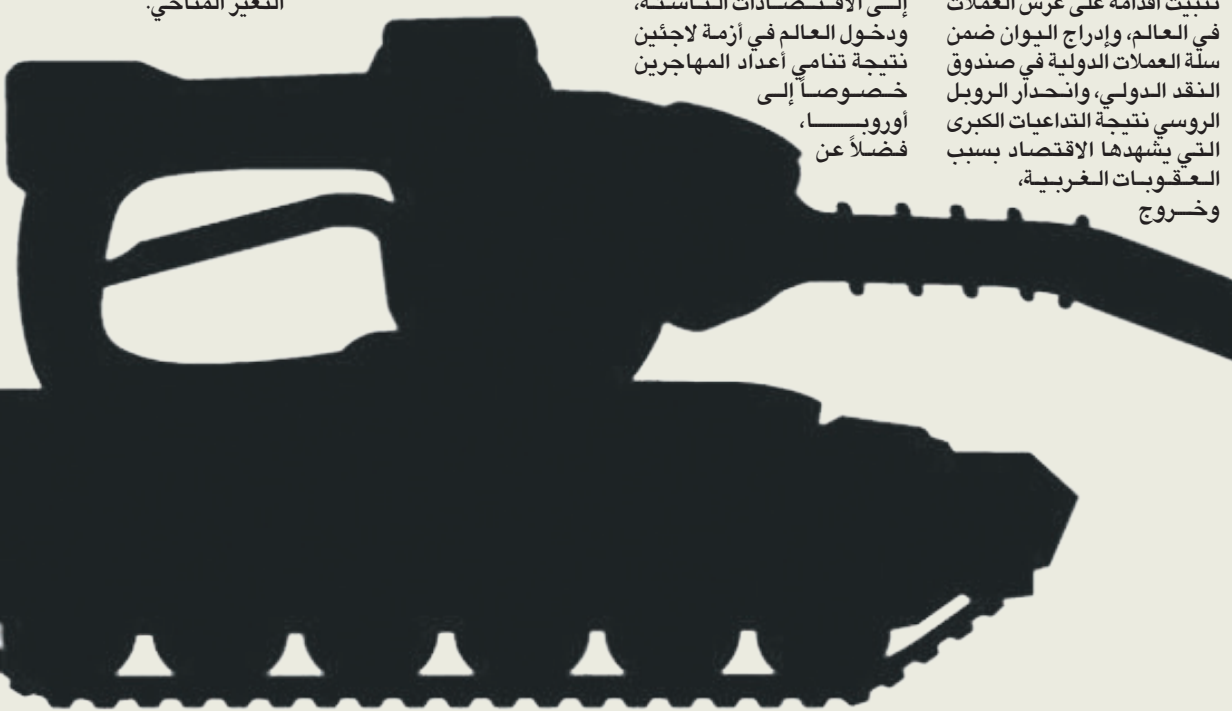 تثبيت أقدامه على عرش العملات
في العالم، وإدراج اليوان ضمن
سلة العملات الدولية في صندوق
النقد الدولي، وانحدار الروبل
الروسي نتيجة التداعيات الكبرى
التي يشهدها الاقتصاد بسبب
العقوبات الغربية،
وخروج
إلى الاقتصادات الناشئة،
ودخول العالم في أزمة لاجئين
نتيجة تنامي أعداد المهاجرين
خصوصاً إلى
أوروبا،
فضلاً عن
التغير المناخي.